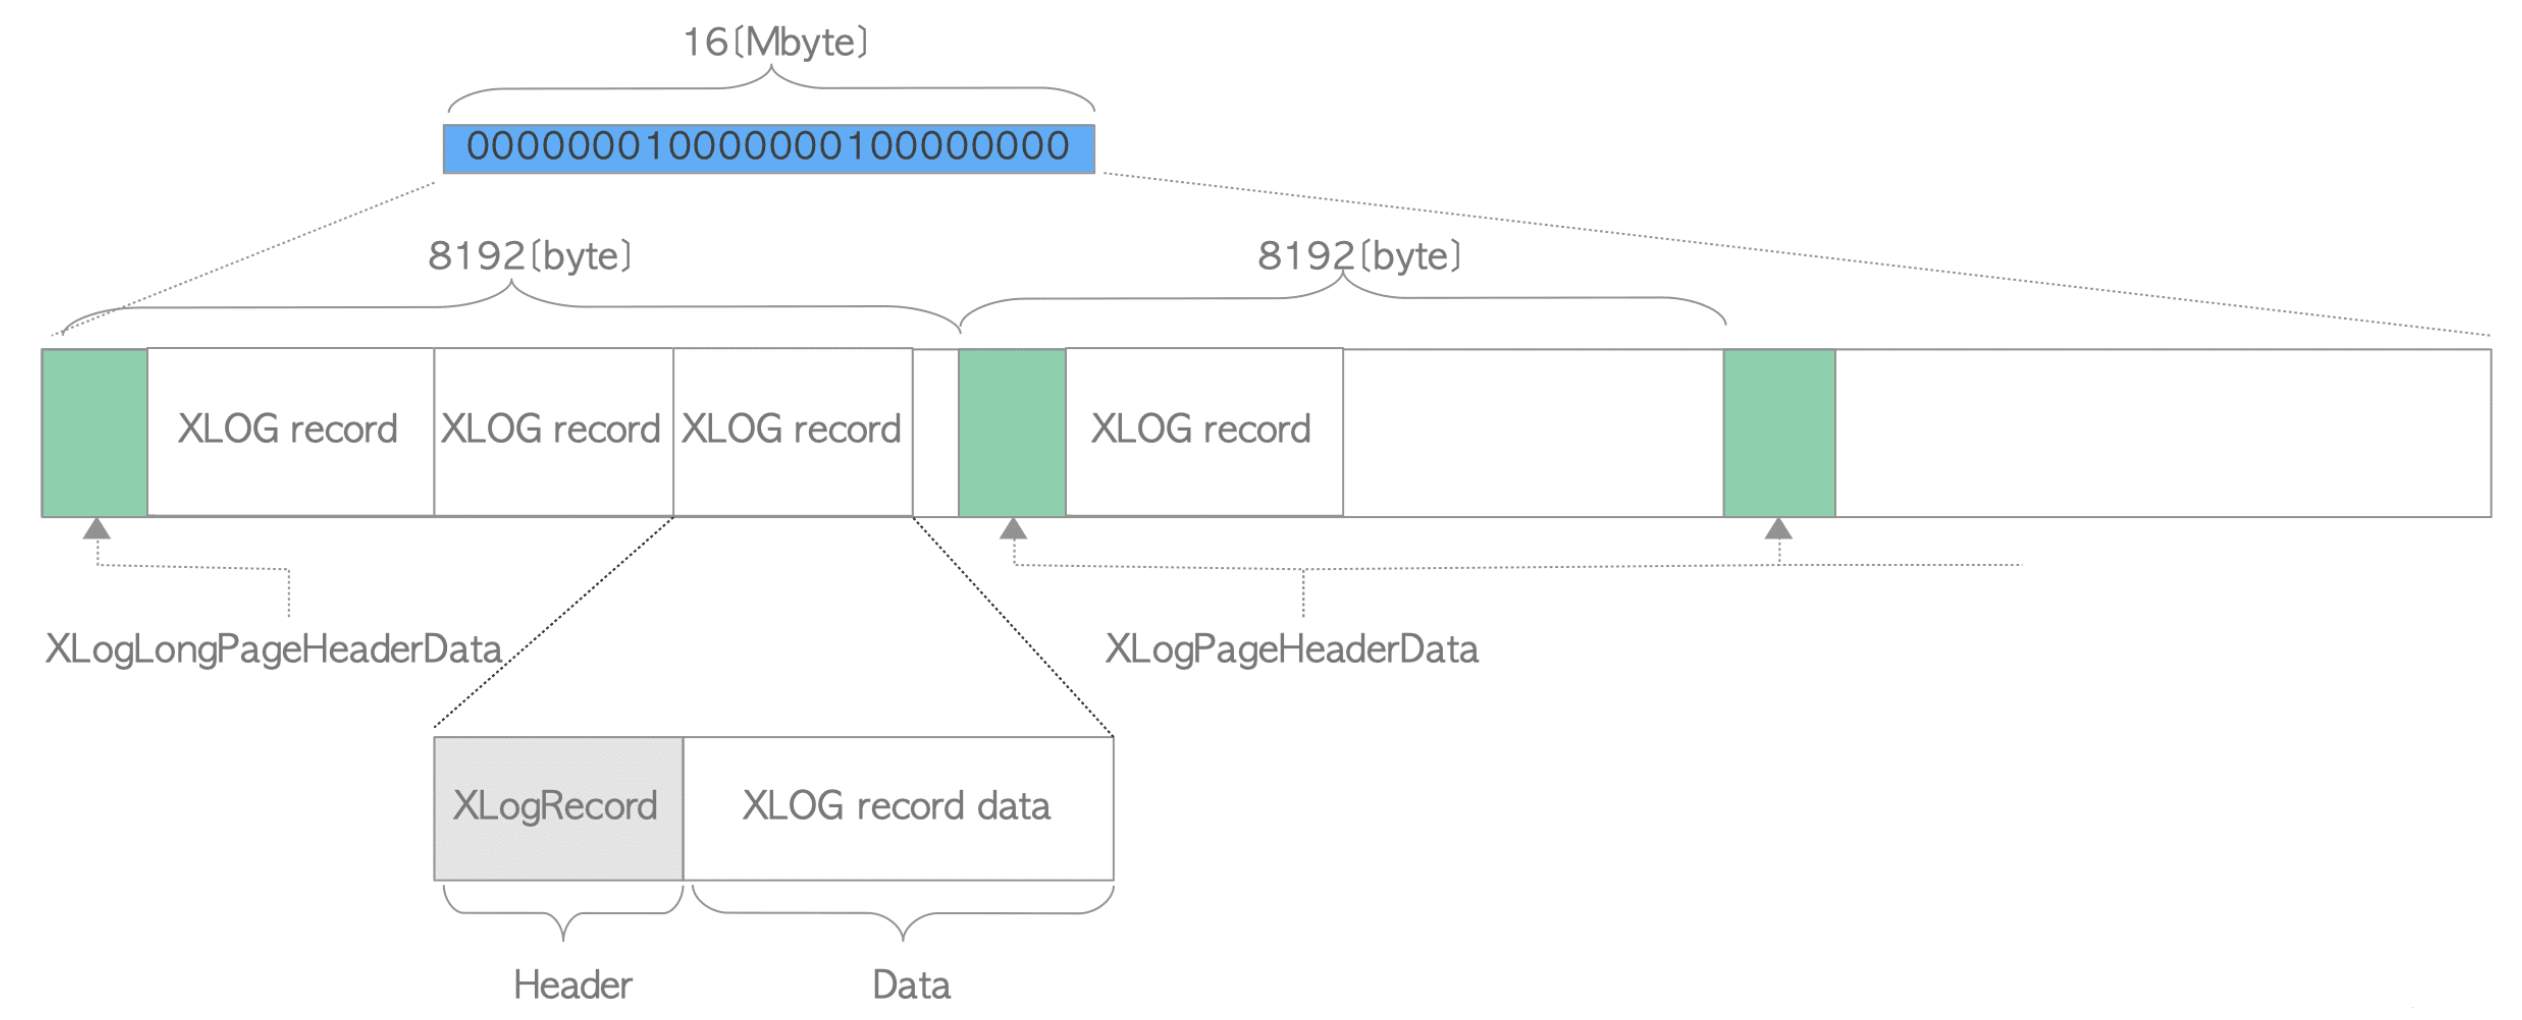 16[Mbyte]
000000010000000100000000
8192[byte]
8192[byte]
XLOG record
XLOG record
XLOG record
XLOG record
XLogLongPageHeaderData
XLogPageHeaderData
XLogRecord
XLOG record data
Header
Data